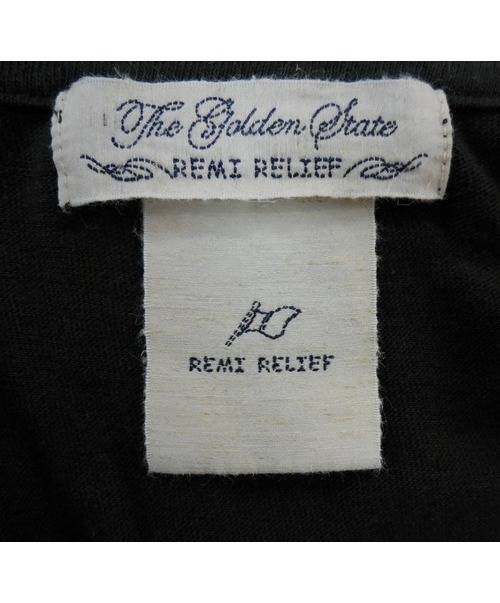 The Golden State
REMI RELIEF
REMI RELIEF